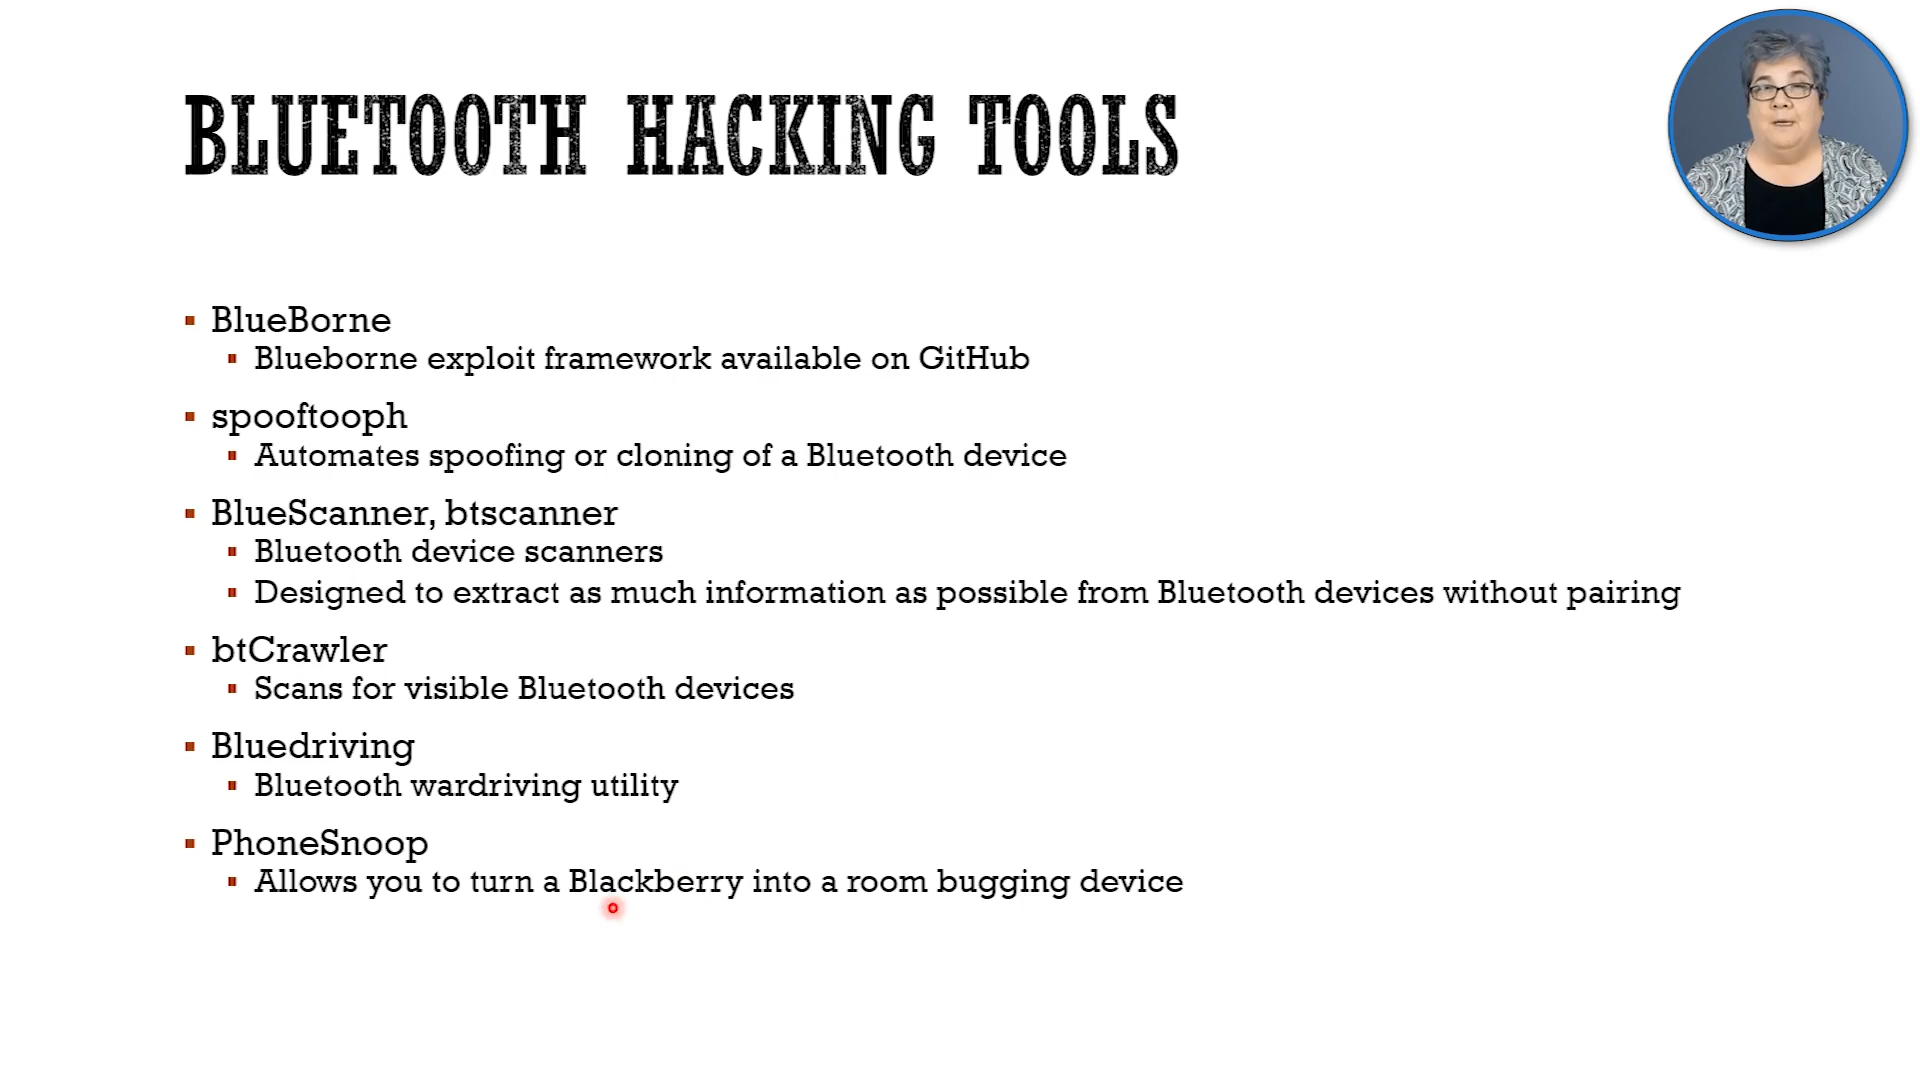 BLUETOOTH HACKING TOOLS
BlueBorne
Blueborne exploit framework available on GitHub
spooftooph
Automates spoofing or cloning of a Bluetooth device
BlueScanner, btscanner
Bluetooth device scanners
Designed to extract as much information as possible from Bluetooth devices without pairing
btCrawler
Scans for visible Bluetooth devices
Bluedriving
Bluetooth wardriving utility
PhoneSnoop
Allows you to turn a Blackberry into a room bugging device